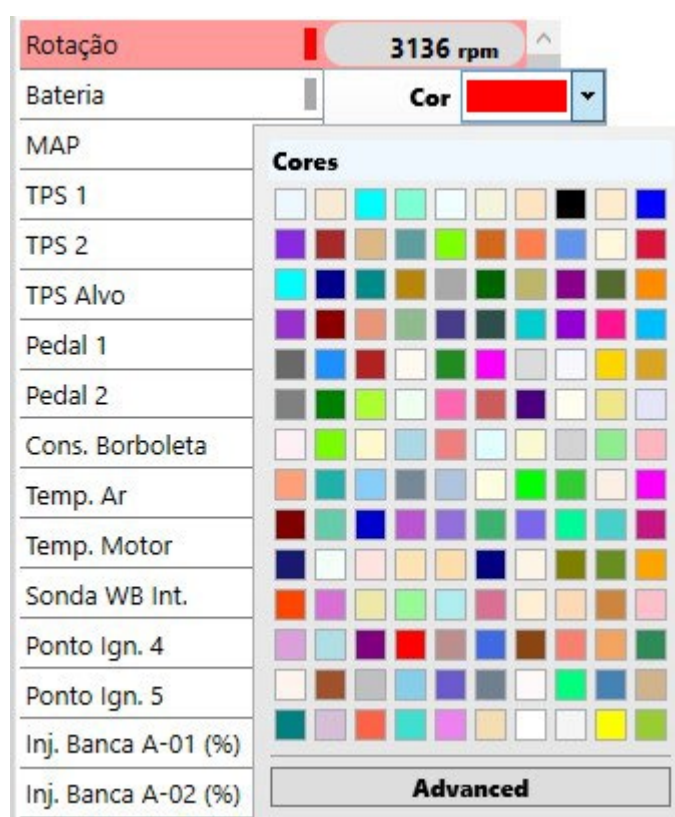 Rotação 3136 rpm
Bateria Cor
MAP
Cores
TPS 1
TPS 2
TPS Alvo
Pedal 1
Pedal 2
Cons. Borboleta
Temp. Ar
Temp. Motor
Sonda WB Int.
Ponto Ign. 4
Ponto Ign. 5
Inj. Banca A-01 (%)
Inj. Banca A-02 (%)
Advanced